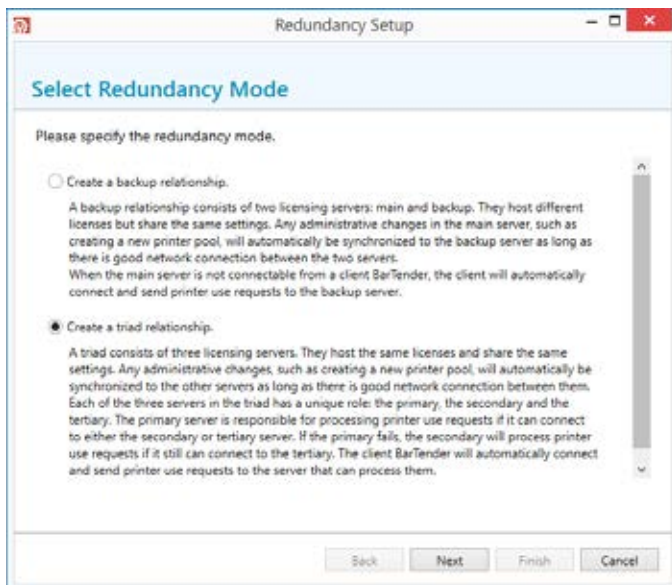 Redundancy Setup
Select Redundancy Mode
Please specify the redundancy mode.
Create a backup relationship.
A backup relationship consists of two licensing servers: main and backup. They host different
licenses but share the same settings. Any administrative changes in the main server, such as
creating a new printer pool, will automatically be synchronized to the backup server as long as
there is good network connection between the two servers.
When the main server is not connectable from a client BarTender, the client will automatically
connect and send printer use requests to the backup server.
Create a triad relationship.
A triad consists of three licensing servers. They host the same licenses and share the same
settings. Any administrative changes, such as creating a new printer pool, will automatically be
synchronized to the other servers as long as there is good network connection between them.
Each of the three servers in the triad has a unique role: the primary, the secondary and the
tertiary. The primary server is responsible for processing printer use requests if it can connect
to either the secondary or tertiary server. If the primary fails, the secondary will process printer
use requests if it still can connect to the tertiary. The client BarTender will automatically connect
and send printer use requests to the server that can process them.
Back Next Finish Cancel